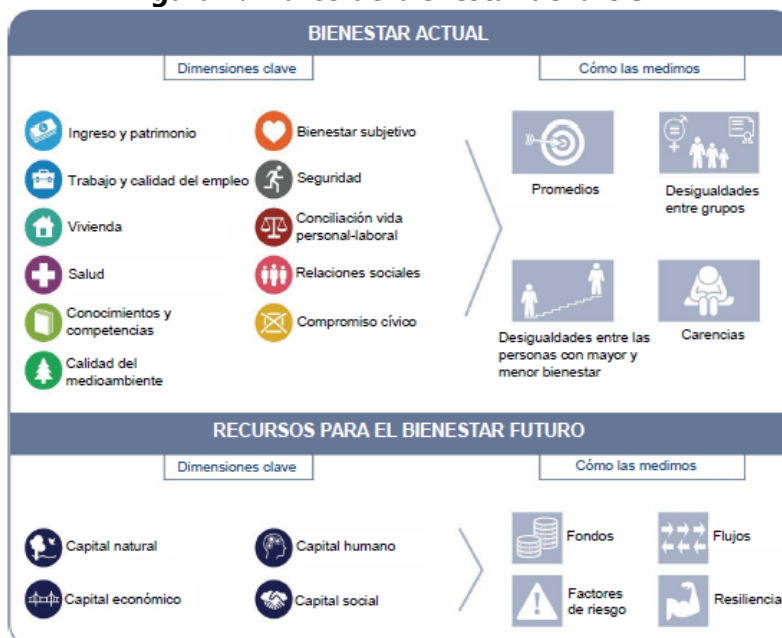 BIENESTAR ACTUAL
Dimensiones clave
Cómo las medimos
Ingreso y patrimonio
Trabajo y calidad del empleo
Vivienda
Salud
Conocimientos y
competencias
Calidad del
medioambiente
Bienestar subjetivo
Seguridad
Conciliación vida
personal-laboral
Relaciones sociales
Compromiso cívico
Promedios
Desigualdades
entre grupos
Desigualdades entre las
personas con mayor y
menor bienestar
Carencias
RECURSOS PARA EL BIENESTAR FUTURO
Dimensiones clave
Cómo las medimos
Capital natural
Capital económico
Capital humano
Capital social
Fondos
Flujos
Factores
de riesgo
Resiliencia